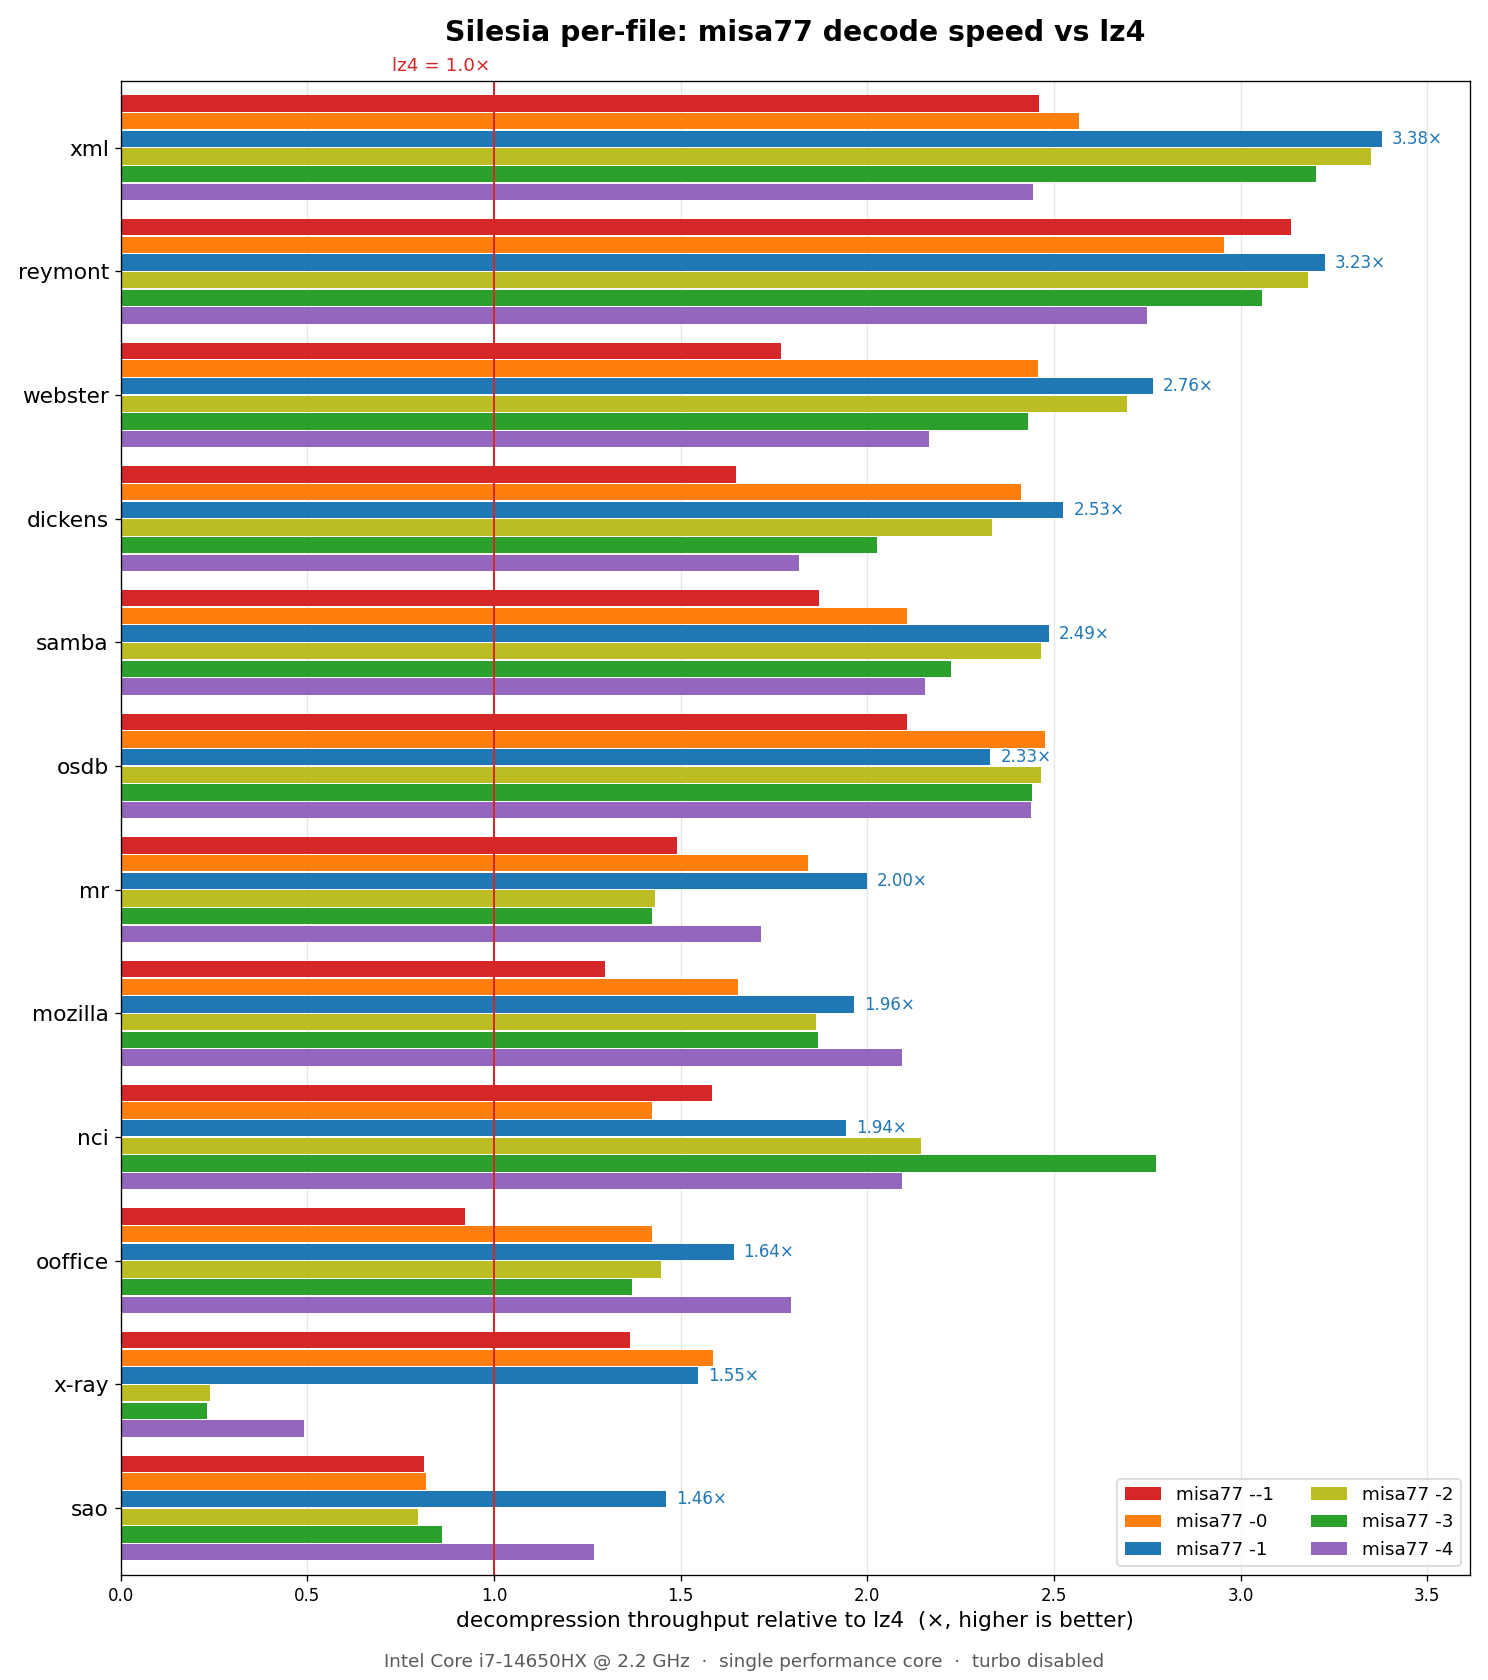 Silesia per-file: misa77 decode speed vs lz4
lz4 = 1.0×
xml
3.38×
reymont
3.23×
webster
2.76×
dickens
2.53×
samba
2.49×
osdb
2.33×
mr
2.00×
mozilla
1.96×
nci
1.94×
ooffice
1.64×
x-ray
1.55×
sao
1.46×
misa77 --1
misa77 -0
misa77 -1
misa77 -2
misa77 -3
misa77 -4
0.0 0.5 1.0 1.5 2.0 2.5 3.0 3.5
decompression throughput relative to lz4 (×, higher is better)
Intel Core i7-14650HX @ 2.2 GHz · single performance core · turbo disabled